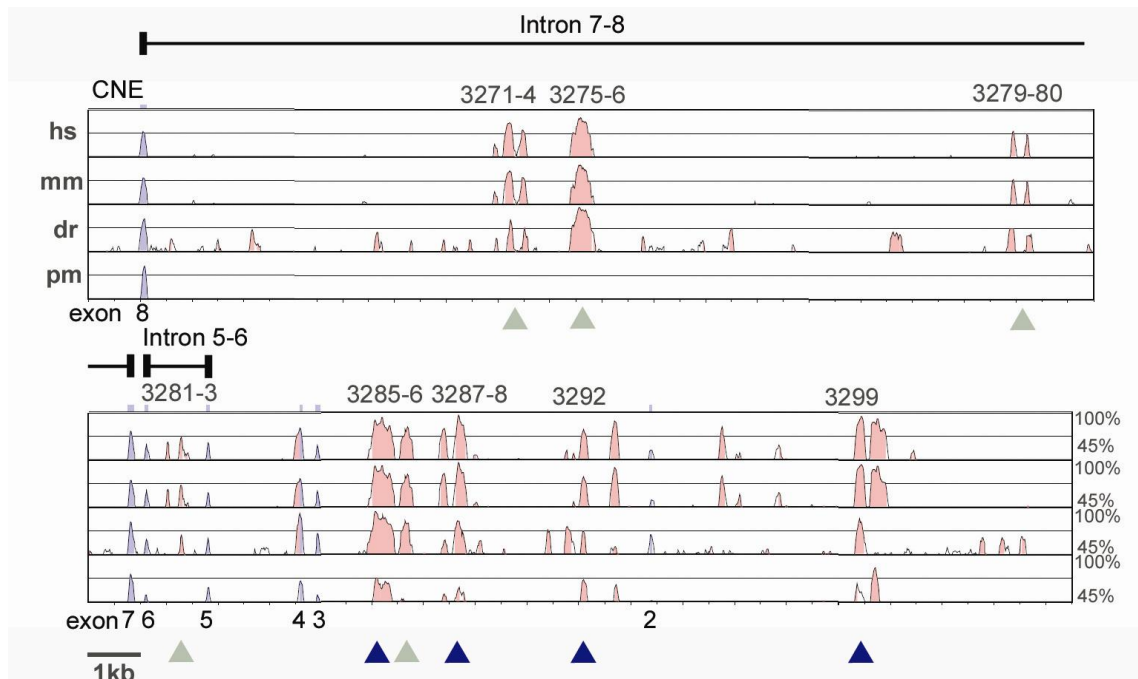 Intron 7-8
CNE 3271-4 3275-6 3279-80
hs
mm
dr
pm
exon 8
Intron 5-6
3281-3 3285-6 3287-8 3292 3299
100%
45%
100%
45%
100%
45%
100%
45%
exon 7 6 5 4 3 2
1kb